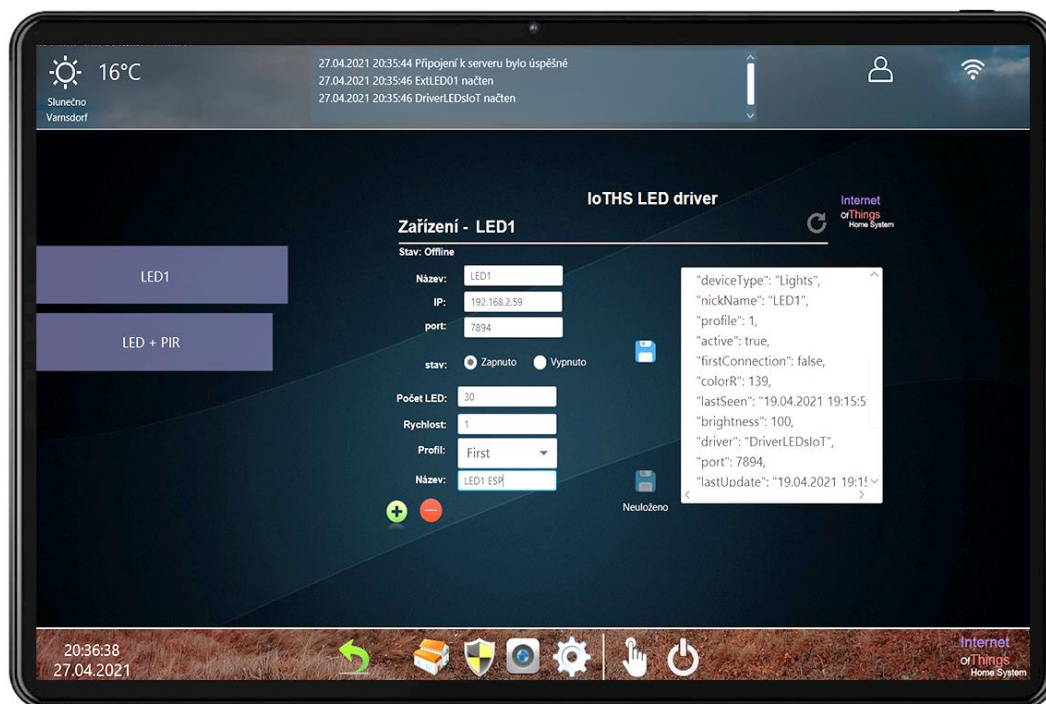 16°C
Slunečno
Varnsdorf
27.04.2021 20:35:44 Připojení k serveru bylo úspěšné
27.04.2021 20:35:46 ExtLED01 načten
27.04.2021 20:35:46 DriverLEDsIoT načten
IoTHS LED driver
Internet
ofThings
Home System
Zařízení - LED1
Stav: Offline
LED1
LED + PIR
Název: LED1
IP: 192.168.2.59
port: 7894
stav: Zapnuto Vypnuto
Počet LED: 30
Rychlost: 1
Profil: First
Název: LED1 ESP
Neuloženo
"deviceType": "Lights",
"nickName": "LED1",
"profile": 1,
"active": true,
"firstConnection": false,
"colorR": 139,
"lastSeen": "19.04.2021 19:15:5
"brightness": 100,
"driver": "DriverLEDsIoT",
"port": 7894,
"lastUpdate": "19.04.2021 19:15
20:36:38
27.04.2021
Internet
ofThings
Home System